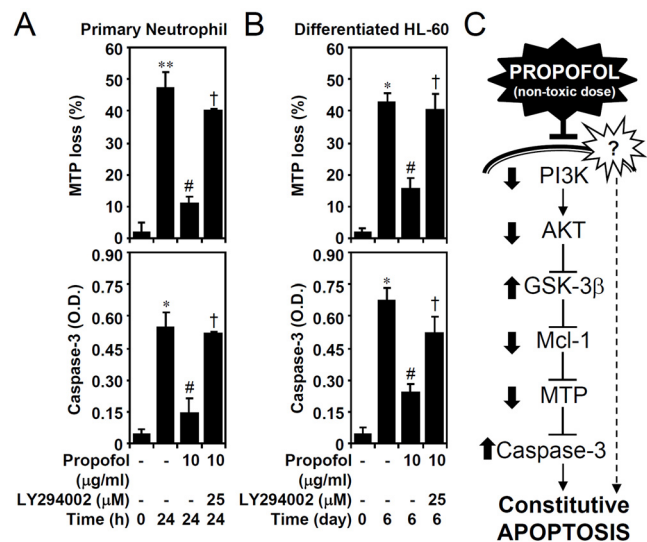 A
Primary Neutrophil
MTP loss (%)
60
50
40
30
20
10
0
**
#
†
Caspase-3 (O.D.)
0.90
0.75
0.60
0.45
0.30
0.15
0
*
#
†
Propofol (μg/ml) - - 10 10
LY294002 (μM) - - - 25
Time (h) 0 24 24 24
B
Differentiated HL-60
MTP loss (%)
60
50
40
30
20
10
0
*
#
†
Caspase-3 (O.D.)
0.90
0.75
0.60
0.45
0.30
0.15
0
*
#
†
Propofol (μg/ml) - - 10 10
LY294002 (μM) - - - 25
Time (day) 0 6 6 6
C
PROPOFOL
(non-toxic dose)
?
PI3K
AKT
GSK-3β
Mcl-1
MTP
Caspase-3
Constitutive
APOPTOSIS